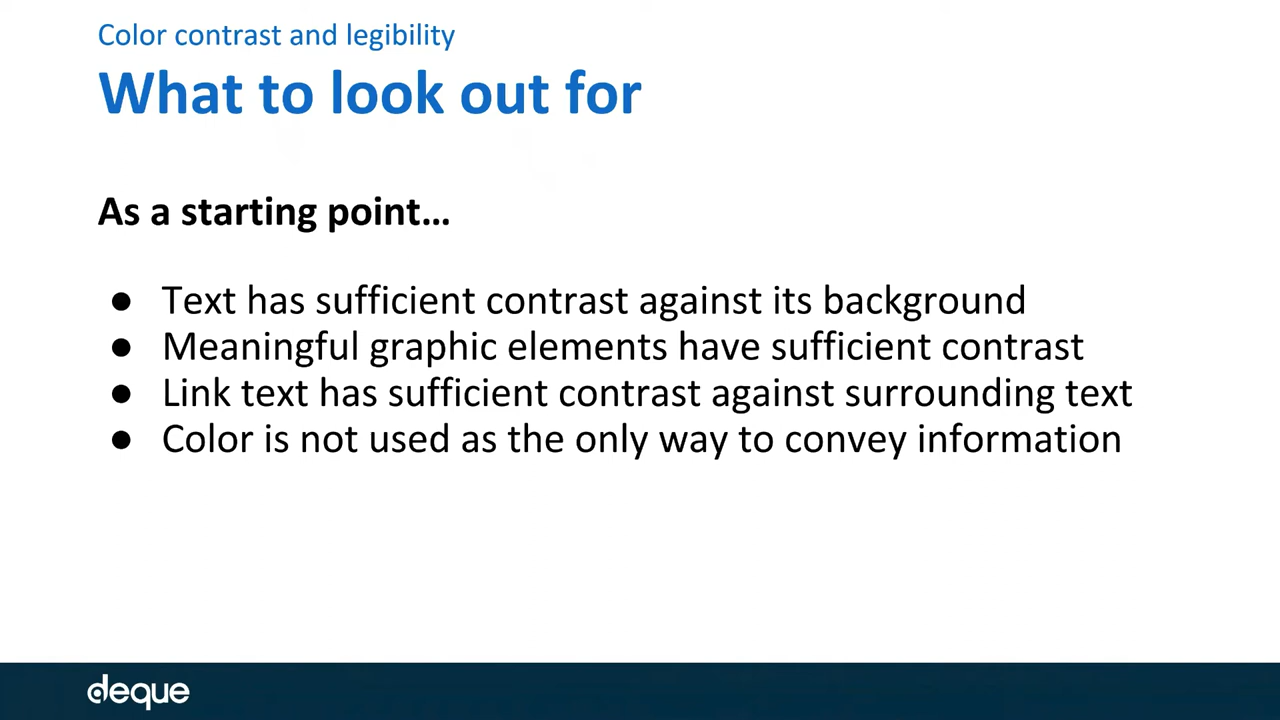 Color contrast and legibility
What to look out for
As a starting point…
● Text has sufficient contrast against its background
● Meaningful graphic elements have sufficient contrast
● Link text has sufficient contrast against surrounding text
● Color is not used as the only way to convey information
deque